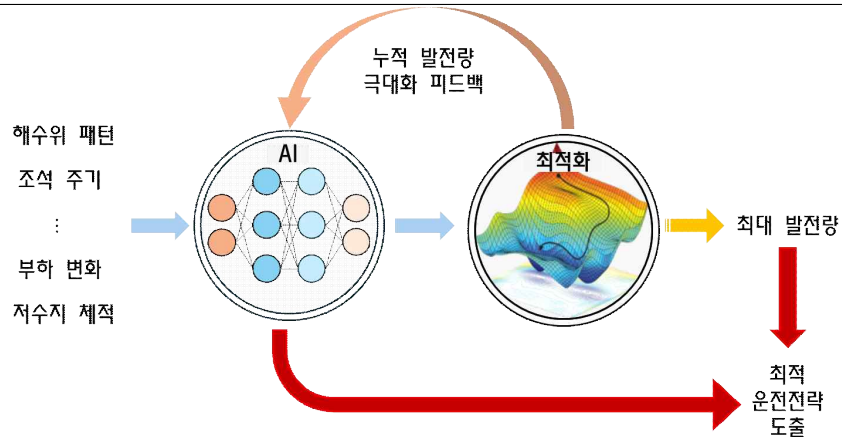 누적 발전량
극대화 피드백
해수위 패턴
조석 주기
⋮
부하 변화
저수지 체적
AI
최적화
최대 발전량
최적
운전전략
도출